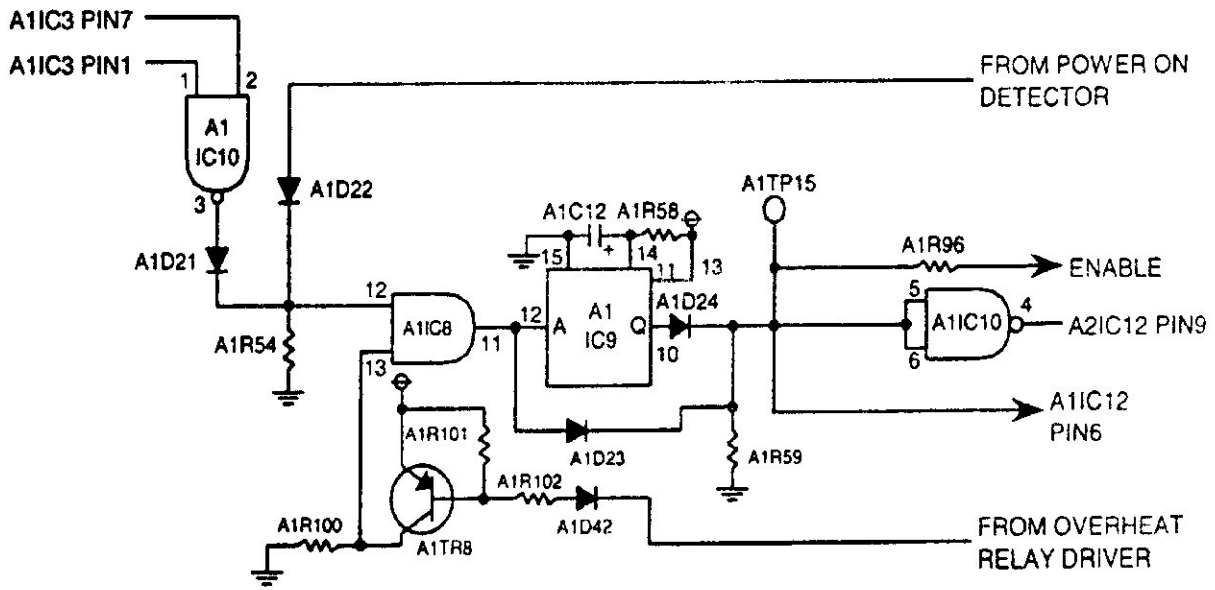 A1IC3 PIN7
A1IC3 PIN1
1
2
A1
IC10
3
FROM POWER ON
DETECTOR
A1D22
A1D21
A1R54
12
A1IC8
11
13
A1C12
+
A1R58
15
14
11
13
12
A
A1
IC9
Q
10
A1D24
A1TP15
A1R96
ENABLE
5
6
A1IC10
4
A2IC12 PIN9
A1IC12
PIN6
A1D23
A1R59
A1R101
A1R102
A1D42
A1R100
A1TR8
FROM OVERHEAT
RELAY DRIVER